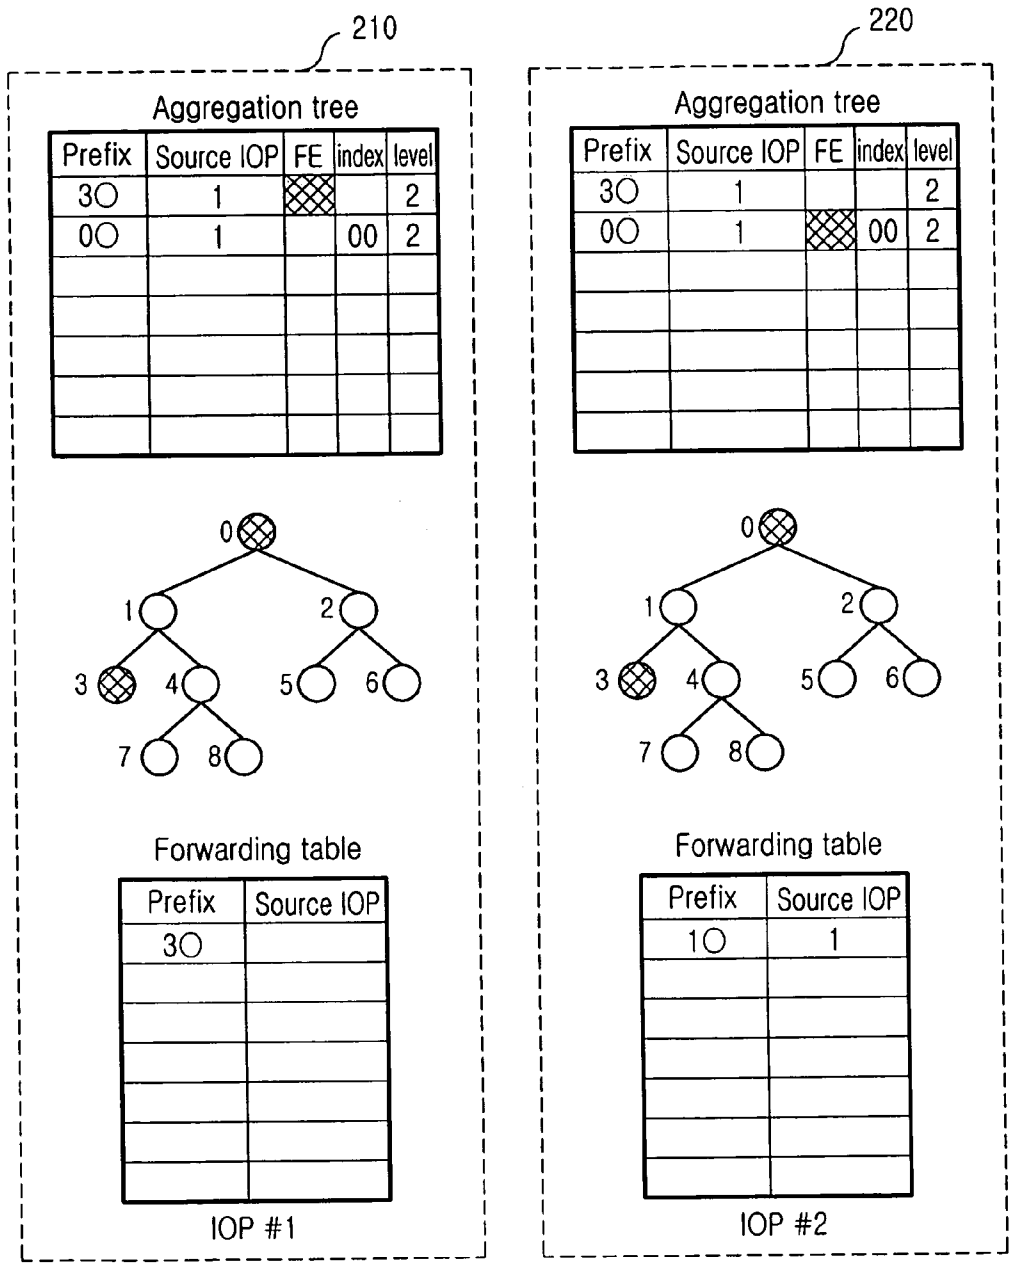 210
Aggregation tree
Prefix Source IOP FE index level
3○ 1 2
0○ 1 00 2
0
1 2
3 4 5 6
7 8
Forwarding table
Prefix Source IOP
3○
IOP #1
220
Aggregation tree
Prefix Source IOP FE index level
3○ 1 2
0○ 1 00 2
0
1 2
3 4 5 6
7 8
Forwarding table
Prefix Source IOP
1○ 1
IOP #2